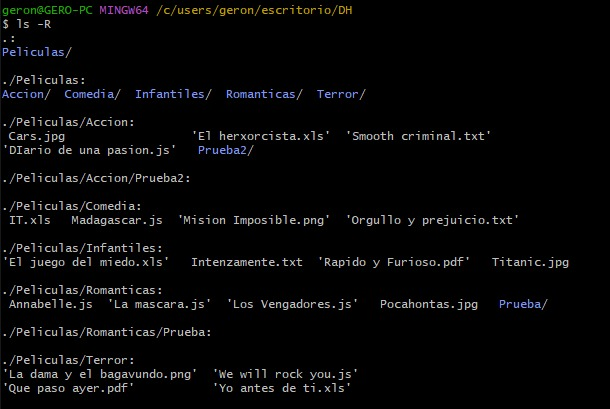 geron@GERO-PC MINGW64 /c/users/geron/escritorio/DH
$ ls -R
.:
Peliculas/

./Peliculas:
Accion/  Comedia/  Infantiles/  Romanticas/  Terror/

./Peliculas/Accion:
 Cars.jpg                  'El herxorcista.xls'  'Smooth criminal.txt'
'DIario de una pasion.js'   Prueba2/

./Peliculas/Accion/Prueba2:

./Peliculas/Comedia:
 IT.xls   Madagascar.js  'Mision Imposible.png'  'Orgullo y prejuicio.txt'

./Peliculas/Infantiles:
'El juego del miedo.xls'   Intenzamente.txt  'Rapido y Furioso.pdf'   Titanic.jpg

./Peliculas/Romanticas:
 Annabelle.js  'La mascara.js'  'Los Vengadores.js'   Pocahontas.jpg   Prueba/

./Peliculas/Romanticas/Prueba:

./Peliculas/Terror:
'La dama y el bagavundo.png'  'We will rock you.js'
'Que paso ayer.pdf'           'Yo antes de ti.xls'